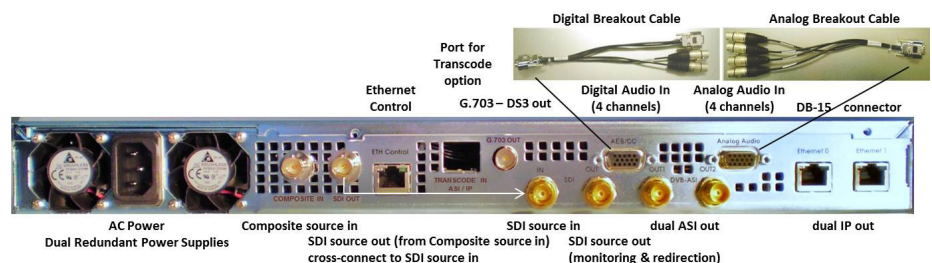 Digital Breakout Cable
Analog Breakout Cable
Port for
Transcode
option
Ethernet
Control
G.703 – DS3 out
Digital Audio In
(4 channels)
Analog Audio In
(4 channels)
DB-15 connector
ETH Control
G.703 OUT
AES/CC
Analog Audio
Ethernet 0
Ethernet 1
TRANSCODE IN
ASI / IP
COMPOSITE IN
SDI OUT
IN
SDI
OUT
OUT1
DVB-ASI
OUT2
AC Power
Dual Redundant Power Supplies
Composite source in
SDI source out (from Composite source in)
cross-connect to SDI source in
SDI source in
SDI source out
(monitoring & redirection)
dual ASI out
dual IP out